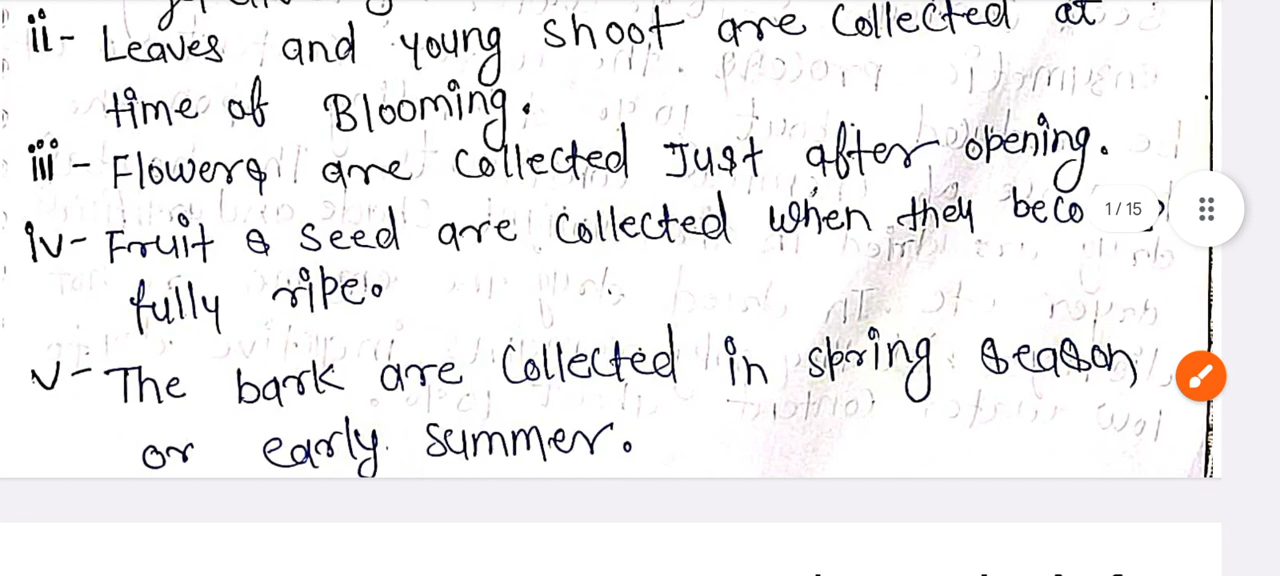 ii- Leaves and young shoot are collected at
time of Blooming.
iii - Flowers are collected Just after opening.
iv- Fruit & seed are collected when they beco
1/15
fully ripe.
v- The bark are collected in spring season
or early summer.